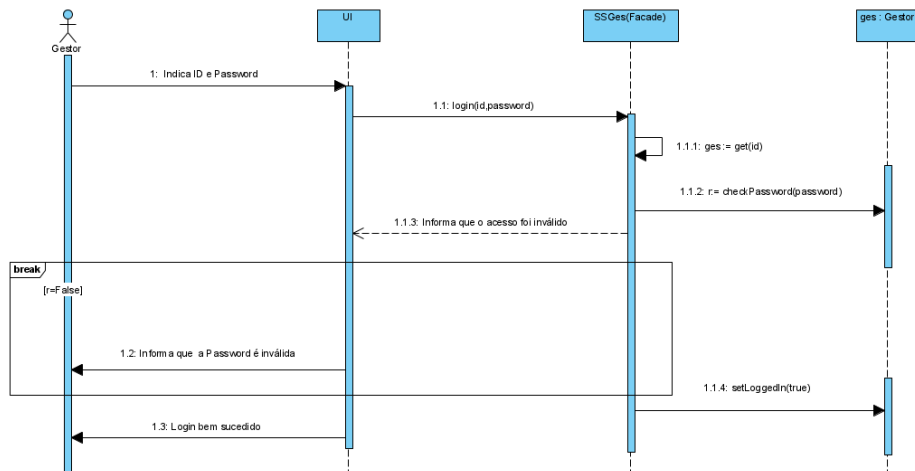 UI
SSGes(Facade)
ges : Gestor
Gestor
1: Indica ID e Password
1.1: login(id,password)
1.1.1: ges := get(id)
1.1.2: r:= checkPassword(password)
1.1.3: Informa que o acesso foi inválido
break
[r=False]
1.2: Informa que a Password é inválida
1.1.4: setLoggedIn(true)
1.3: Login bem sucedido